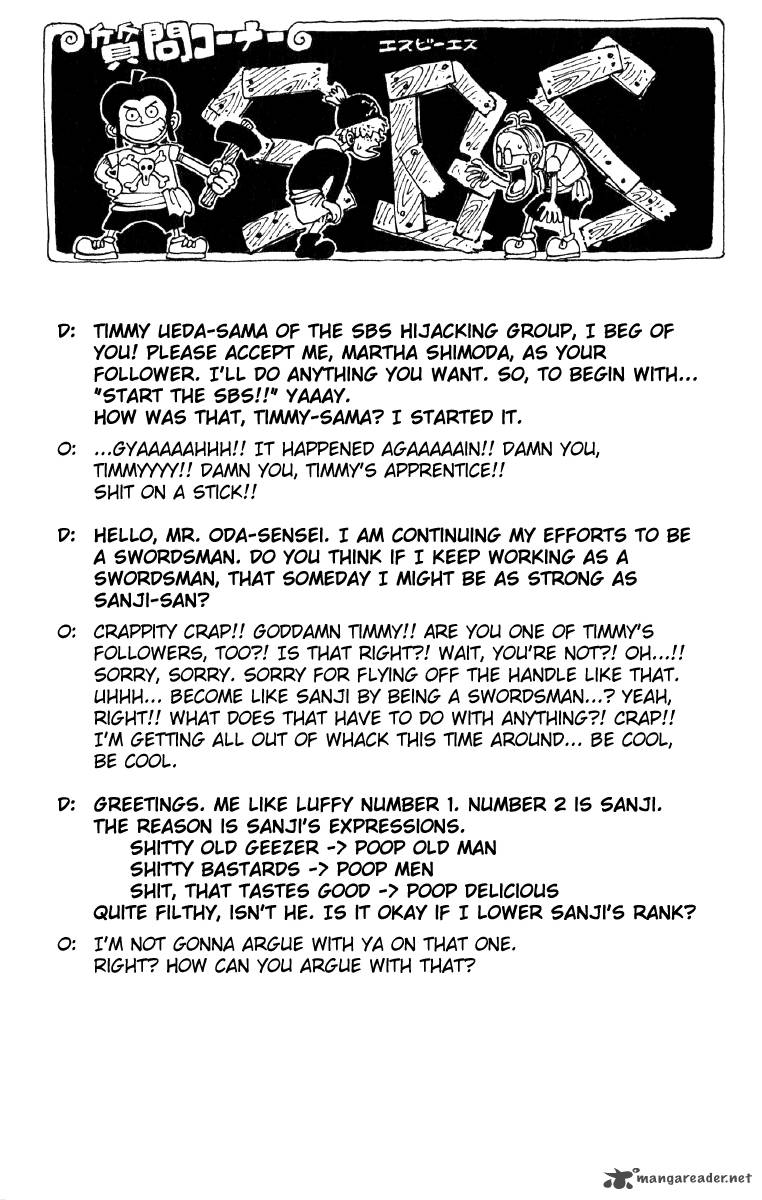 質問コーナー
エスビーエス
SBS
D: TIMMY UEDA-SAMA OF THE SBS HIJACKING GROUP, I BEG OF
YOU! PLEASE ACCEPT ME, MARTHA SHIMODA, AS YOUR
FOLLOWER. I'LL DO ANYTHING YOU WANT. SO, TO BEGIN WITH...
"START THE SBS!!" YAAAY.
HOW WAS THAT, TIMMY-SAMA? I STARTED IT.
O: ...GYAAAAAHHH!! IT HAPPENED AGAAAAAIN!! DAMN YOU,
TIMMYYYY!! DAMN YOU, TIMMY'S APPRENTICE!!
SHIT ON A STICK!!
D: HELLO, MR. ODA-SENSEI. I AM CONTINUING MY EFFORTS TO BE
A SWORDSMAN. DO YOU THINK IF I KEEP WORKING AS A
SWORDSMAN, THAT SOMEDAY I MIGHT BE AS STRONG AS
SANJI-SAN?
O: CRAPPITY CRAP!! GODDAMN TIMMY!! ARE YOU ONE OF TIMMY'S
FOLLOWERS, TOO?! IS THAT RIGHT?! WAIT, YOU'RE NOT?! OH...!!
SORRY, SORRY. SORRY FOR FLYING OFF THE HANDLE LIKE THAT.
UHHH... BECOME LIKE SANJI BY BEING A SWORDSMAN...? YEAH,
RIGHT!! WHAT DOES THAT HAVE TO DO WITH ANYTHING?! CRAP!!
I'M GETTING ALL OUT OF WHACK THIS TIME AROUND... BE COOL,
BE COOL.
D: GREETINGS. ME LIKE LUFFY NUMBER 1. NUMBER 2 IS SANJI.
THE REASON IS SANJI'S EXPRESSIONS.
SHITTY OLD GEEZER -> POOP OLD MAN
SHITTY BASTARDS -> POOP MEN
SHIT, THAT TASTES GOOD -> POOP DELICIOUS
QUITE FILTHY, ISN'T HE. IS IT OKAY IF I LOWER SANJI'S RANK?
O: I'M NOT GONNA ARGUE WITH YA ON THAT ONE.
RIGHT? HOW CAN YOU ARGUE WITH THAT?
mangareader.net